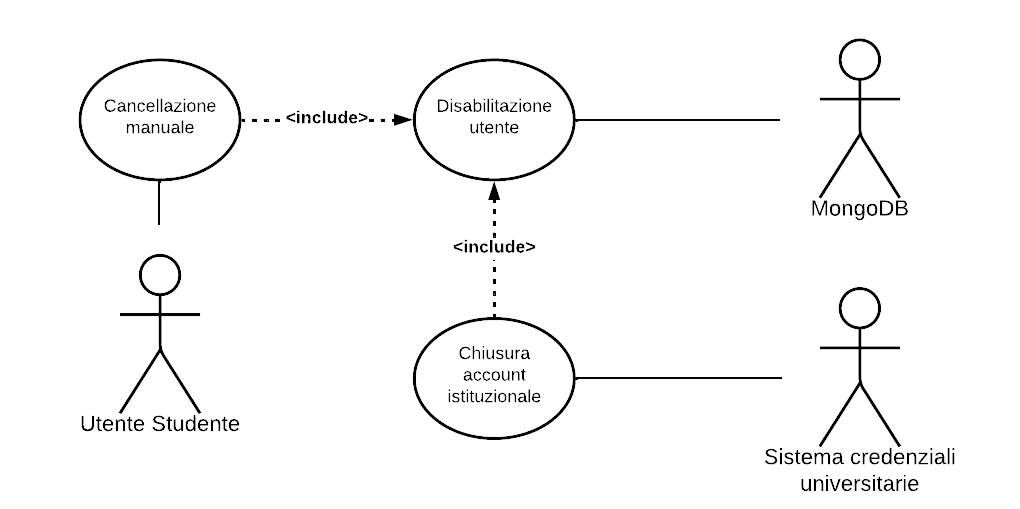 Cancellazione
manuale
<include>
Disabilitazione
utente
MongoDB
<include>
Chiusura
account
istituzionale
Utente Studente
Sistema credenziali
universitarie